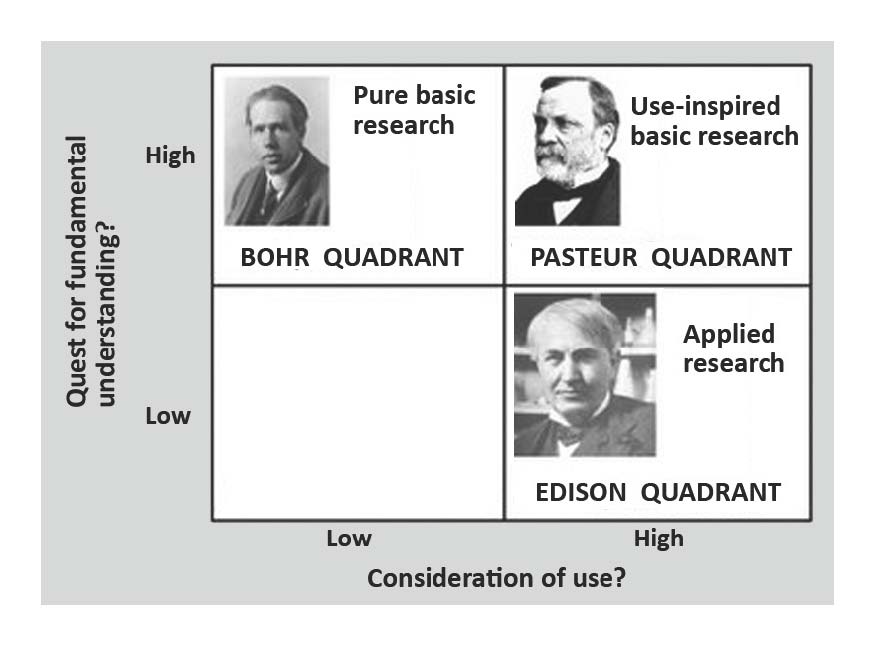 Quest for fundamental
understanding?
High
Low
Pure basic
research
BOHR QUADRANT
Use-inspired
basic research
PASTEUR QUADRANT
Applied
research
EDISON QUADRANT
Low
High
Consideration of use?